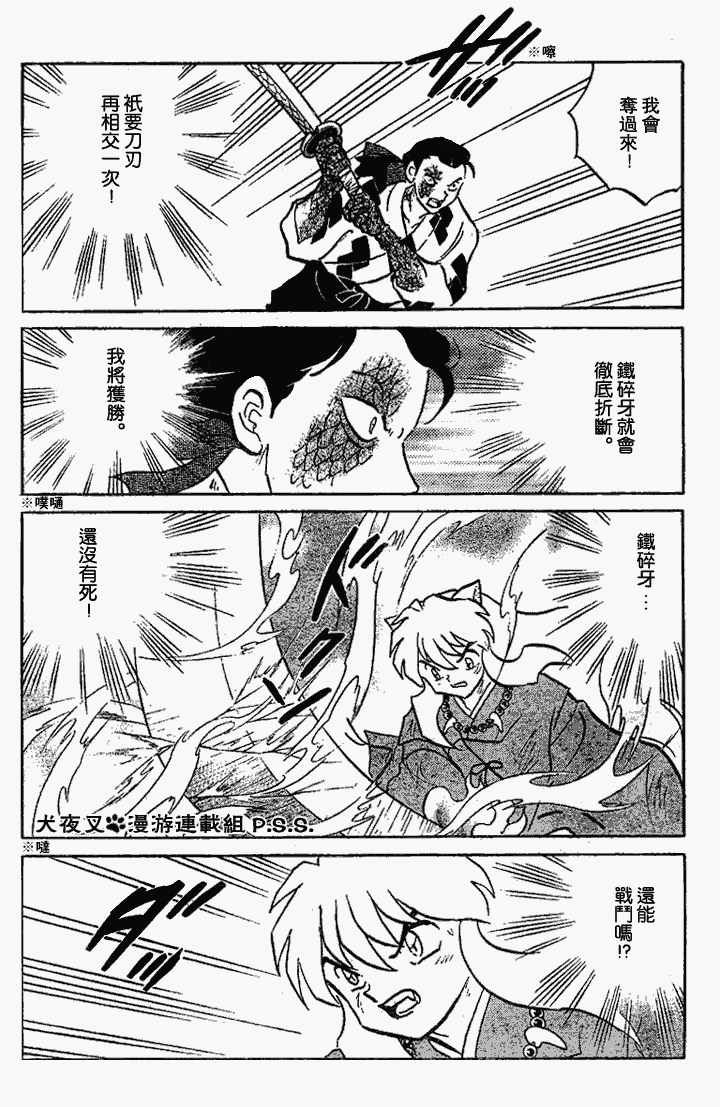 ※嚓
我會
奪過來！
衹要刀刃
再相交一次！
鐵碎牙就會
徹底折斷。
我將獲勝。
※噗嗵
鐵碎牙…
還沒有死！
犬夜叉漫游連載組 P.S.S.
※噠
還能
戰鬥嗎!?